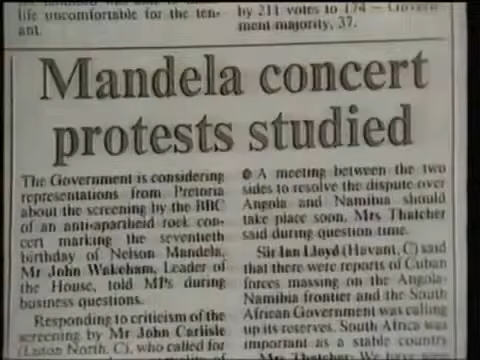 life uncomfortable for the ten-
ant.
by 211 votes to 174 — Govern-
ment majority, 37.
Mandela concert
protests studied
The Government is considering
representations from Pretoria
about the screening by the BBC
of an anti-apartheid rock con-
cert marking the seventieth
birthday of Nelson Mandela,
Mr John Wakeham, Leader of
the House, told MPs during
business questions.
Responding to criticism of the
screening by Mr John Carlisle
(Luton North, C), who called for
● A meeting between the two
sides to resolve the dispute over
Angola and Namibia should
take place soon, Mrs Thatcher
said during question time.
Sir Ian Lloyd (Havant, C) said
that there were reports of Cuban
forces massing on the Angola-
Namibia frontier and the South
African Government was calling
up its reserves. South Africa was
important as a stable country
Mrs Thatcher